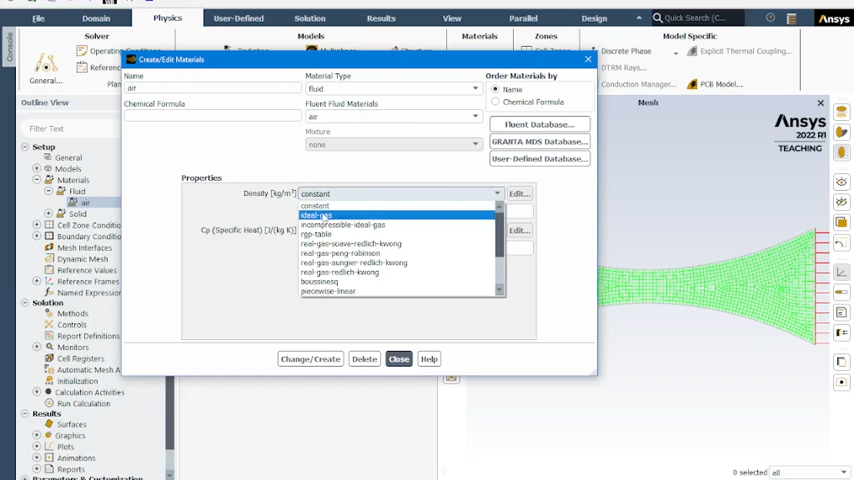 File Domain Physics User-Defined Solution Results View Parallel Design Quick Search (C... Ansys
Console
Solver Models Materials Zones Model Specific
General... Operating Conditions
Reference
Discrete Phase Explicit Thermal Coupling...
DTRM Rays...
Conduction Manager... PCB Model...
Outline View
Filter Text
Setup
General
Models
Materials
Fluid
air
Solid
Cell Zone Condition
Boundary Condition
Mesh Interfaces
Dynamic Mesh
Reference Values
Reference Frames
Named Expressions
Solution
Methods
Controls
Report Definitions
Monitors
Cell Registers
Automatic Mesh A
Initialization
Calculation Activities
Run Calculation
Results
Surfaces
Graphics
Plots
Animations
Reports
Parameters & Customization
Create/Edit Materials
Name
air
Chemical Formula
Material Type
fluid
Fluent Fluid Materials
air
Mixture
none
Order Materials by
Name
Chemical Formula
Fluent Database...
GRANTA MDS Database...
User-Defined Database...
Properties
Density [kg/m³] constant Edit...
constant
ideal-gas
incompressible-ideal-gas
rgp-table
Cp (Specific Heat) [J/(kg K)] Edit...
real-gas-soave-redlich-kwong
real-gas-peng-robinson
real-gas-aungier-redlich-kwong
real-gas-redlich-kwong
boussinesq
piecewise-linear
Change/Create Delete Close Help
Mesh
Ansys
2022 R1
TEACHING
0 selected all